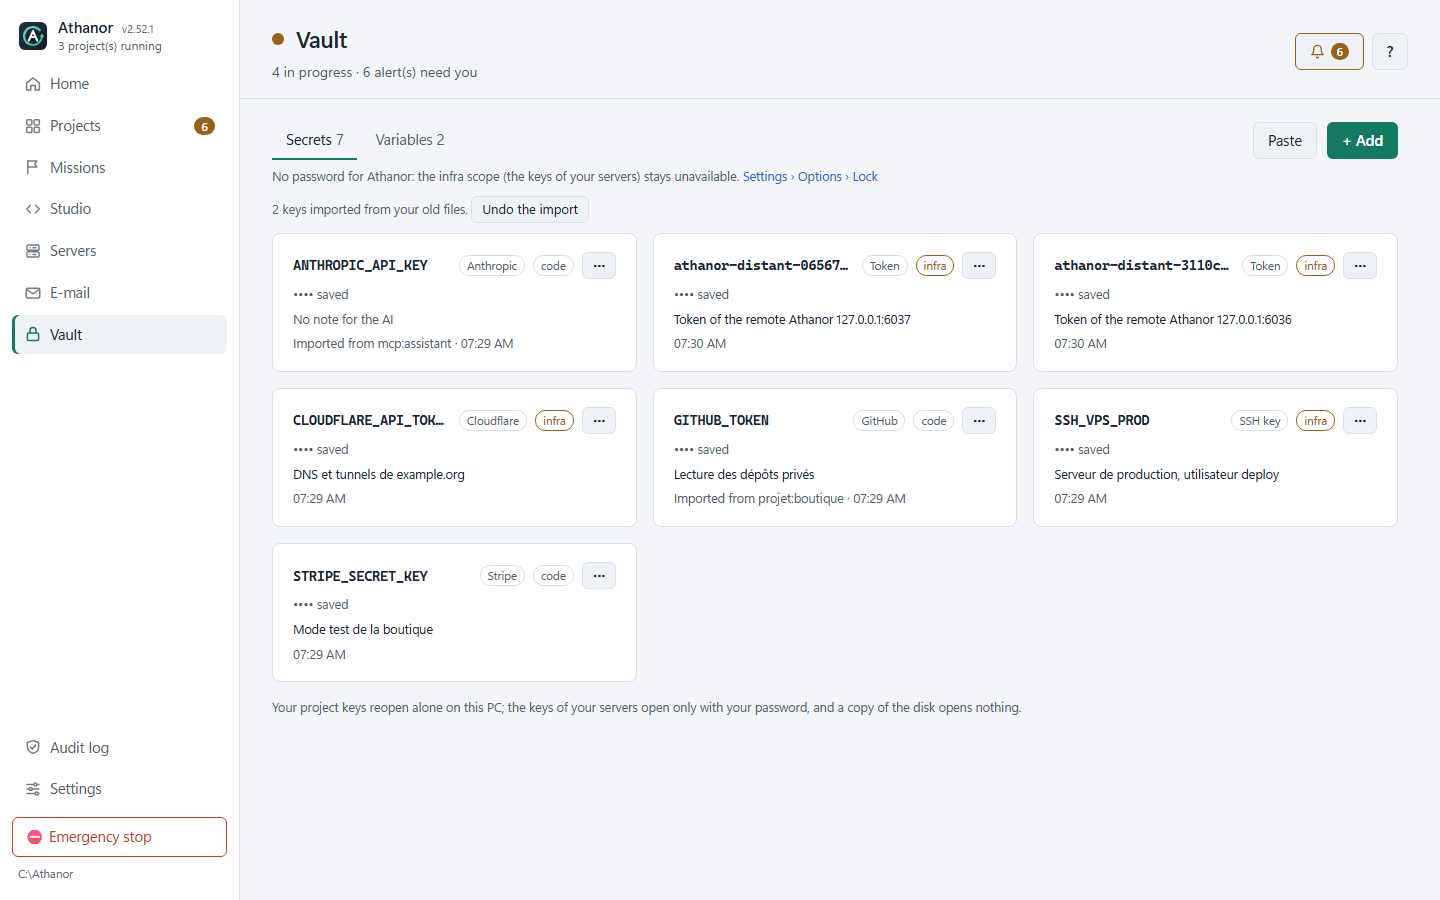 Athanor v2.52.1
3 project(s) running
Home
Projects 6
Missions
Studio
Servers
E-mail
Vault
Audit log
Settings
Emergency stop
C:\Athanor
Vault
4 in progress · 6 alert(s) need you
6
?
Secrets 7
Variables 2
Paste
+ Add
No password for Athanor: the infra scope (the keys of your servers) stays unavailable. Settings › Options › Lock
2 keys imported from your old files. Undo the import
ANTHROPIC_API_KEY Anthropic code ···
•••• saved
No note for the AI
Imported from mcp:assistant · 07:29 AM
athanor-distant-06567… Token infra ···
•••• saved
Token of the remote Athanor 127.0.0.1:6037
07:30 AM
athanor-distant-3110c… Token infra ···
•••• saved
Token of the remote Athanor 127.0.0.1:6036
07:30 AM
CLOUDFLARE_API_TOK… Cloudflare infra ···
•••• saved
DNS et tunnels de example.org
07:29 AM
GITHUB_TOKEN GitHub code ···
•••• saved
Lecture des dépôts privés
Imported from projet:boutique · 07:29 AM
SSH_VPS_PROD SSH key infra ···
•••• saved
Serveur de production, utilisateur deploy
07:29 AM
STRIPE_SECRET_KEY Stripe code ···
•••• saved
Mode test de la boutique
07:29 AM
Your project keys reopen alone on this PC; the keys of your servers open only with your password, and a copy of the disk opens nothing.